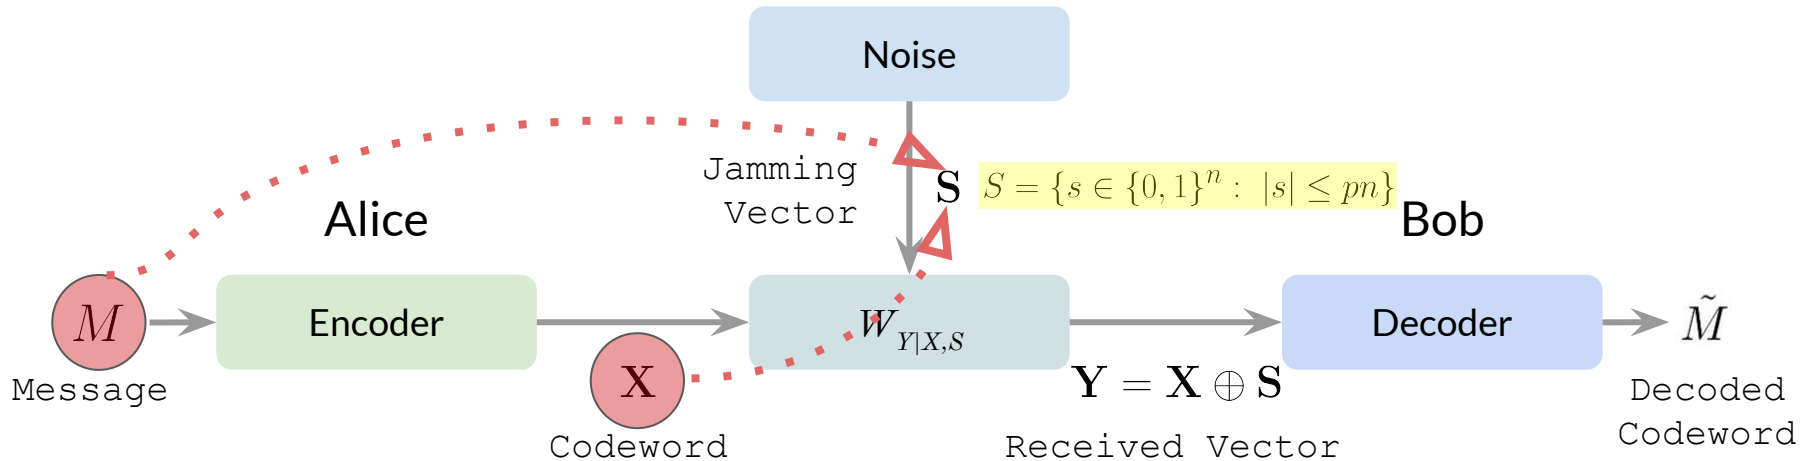 Noise
Jamming
Vector
S
S = {s ∈ {0, 1}ⁿ : |s| ≤ pn}
Alice
Bob
M
Encoder
W_{Y|X,S}
Decoder
M̃
Message
X
Y = X ⊕ S
Decoded
Codeword
Codeword
Received Vector